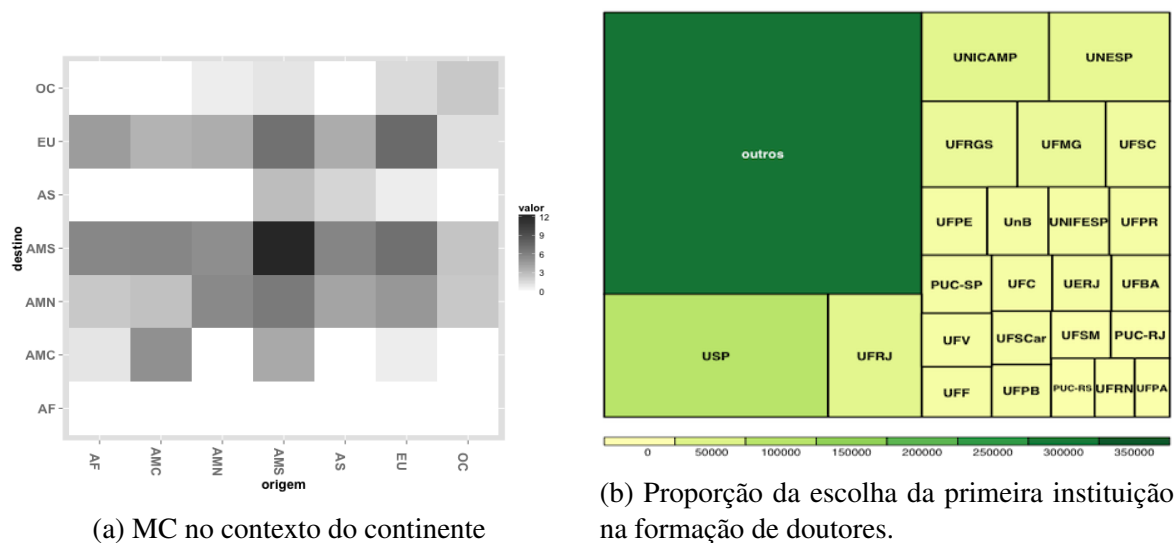 OC
EU
AS
AMS
AMN
AMC
AF
destino
AF
AMC
AMN
AMS
AS
EU
OC
origem
valor
12
9
6
3
0
(a) MC no contexto do continente
outros
UNICAMP UNESP
UFRGS UFMG UFSC
UFPE UnB UNIFESP UFPR
PUC-SP UFC UERJ UFBA
USP UFRJ UFV UFSCar UFSM PUC-RJ
UFF UFPB PUC-RS UFRN UFPA
0 50000 100000 150000 200000 250000 300000 350000
(b) Proporção da escolha da primeira instituição
na formação de doutores.